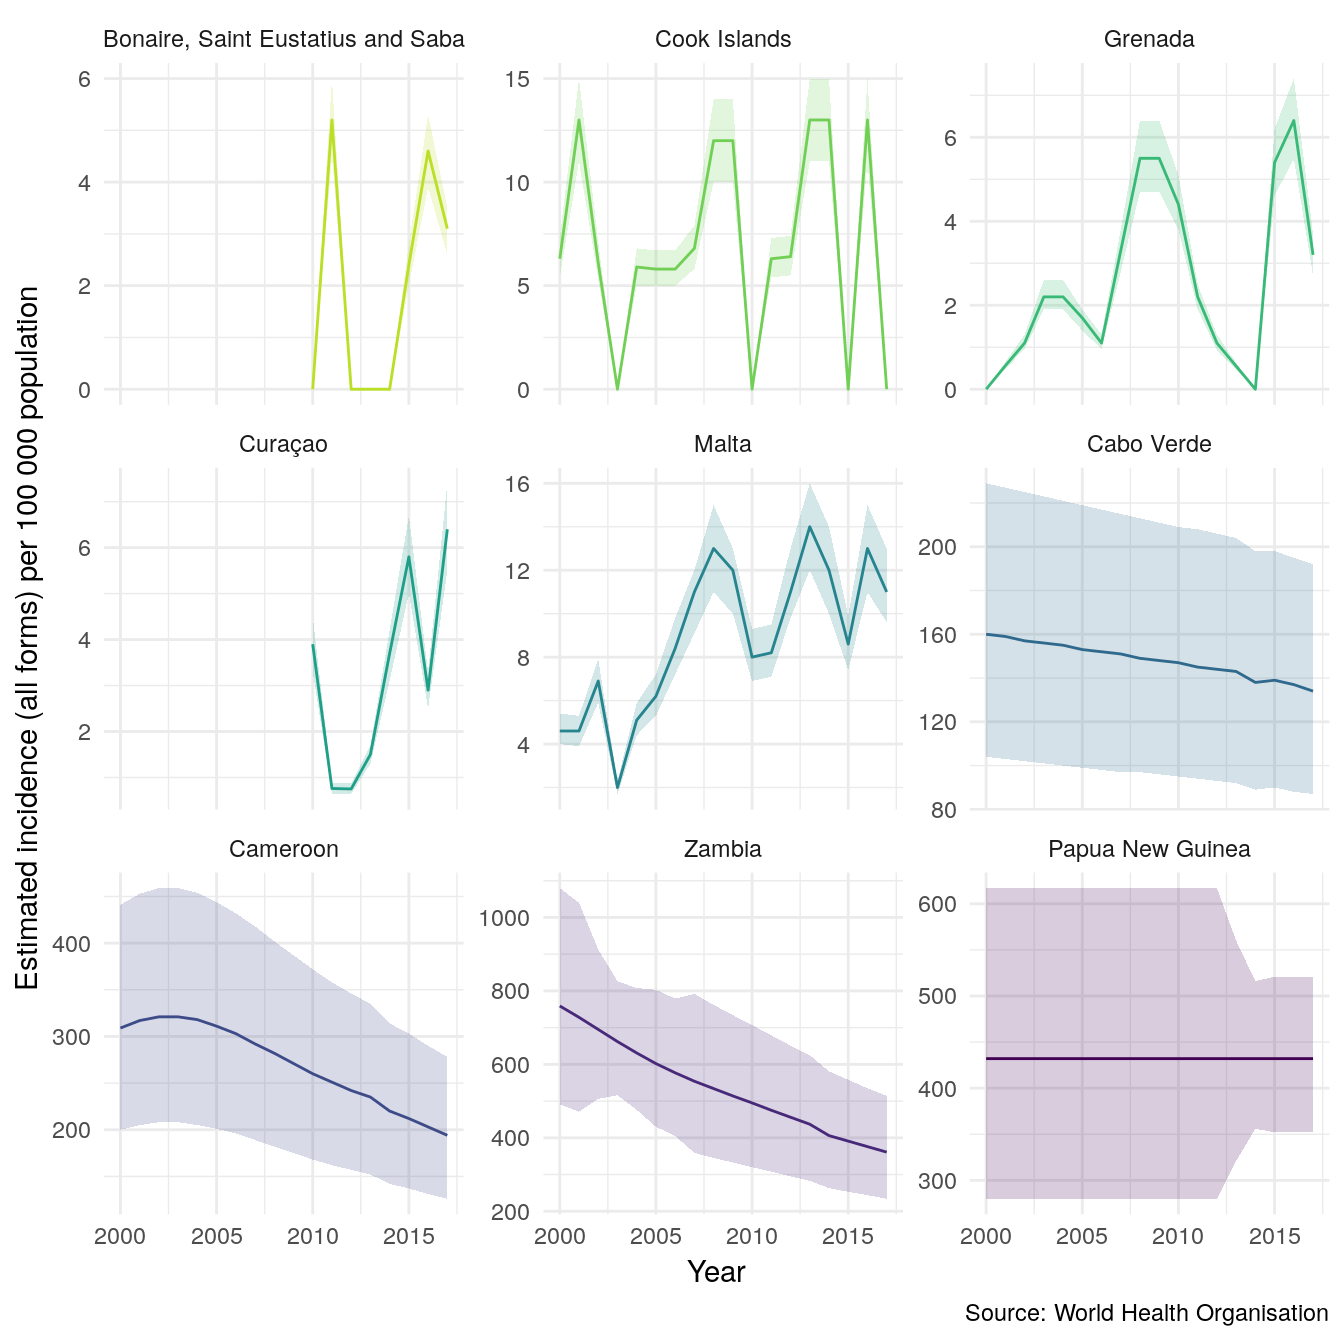 Bonaire, Saint Eustatius and Saba
Cook Islands
Grenada
6
4
2
0
15
10
5
0
6
4
2
0
Estimated incidence (all forms) per 100 000 population
Curaçao
Malta
Cabo Verde
6
4
2
16
12
8
4
200
160
120
80
Cameroon
Zambia
Papua New Guinea
400
300
200
1000
800
600
400
200
600
500
400
300
2000 2005 2010 2015
2000 2005 2010 2015
2000 2005 2010 2015
Year
Source: World Health Organisation